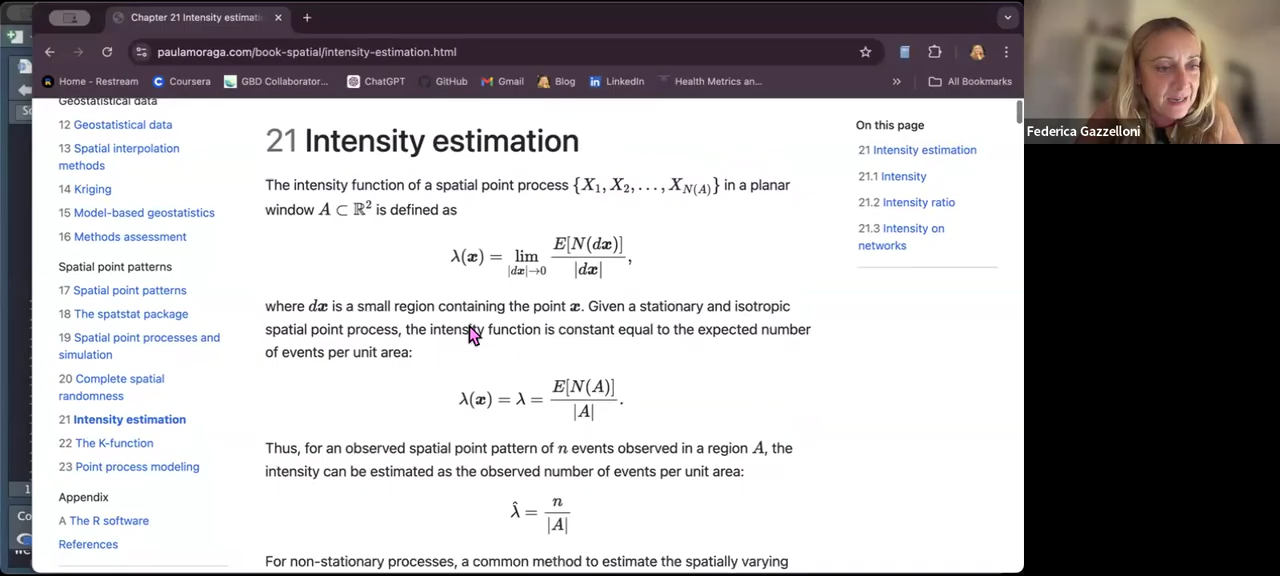 Chapter 21 Intensity estimati
paulamoraga.com/book-spatial/intensity-estimation.html
Home - Restream
Coursera
GBD Collaborator...
ChatGPT
GitHub
Gmail
Blog
LinkedIn
Health Metrics an...
»
All Bookmarks
Federica Gazzelloni
Geostatistical data
12 Geostatistical data
13 Spatial interpolation
methods
14 Kriging
15 Model-based geostatistics
16 Methods assessment
Spatial point patterns
17 Spatial point patterns
18 The spatstat package
19 Spatial point processes and
simulation
20 Complete spatial
randomness
21 Intensity estimation
22 The K-function
23 Point process modeling
Appendix
A The R software
References
21 Intensity estimation
The intensity function of a spatial point process {X₁, X₂, …, X_{N(A)}} in a planar
window A ⊂ ℝ² is defined as
λ(x) = lim_{|dx|→0} E[N(dx)] / |dx|,
where dx is a small region containing the point x. Given a stationary and isotropic
spatial point process, the intensity function is constant equal to the expected number
of events per unit area:
λ(x) = λ = E[N(A)] / |A|.
Thus, for an observed spatial point pattern of n events observed in a region A, the
intensity can be estimated as the observed number of events per unit area:
λ̂ = n / |A|
For non-stationary processes, a common method to estimate the spatially varying
On this page
21 Intensity estimation
21.1 Intensity
21.2 Intensity ratio
21.3 Intensity on
networks